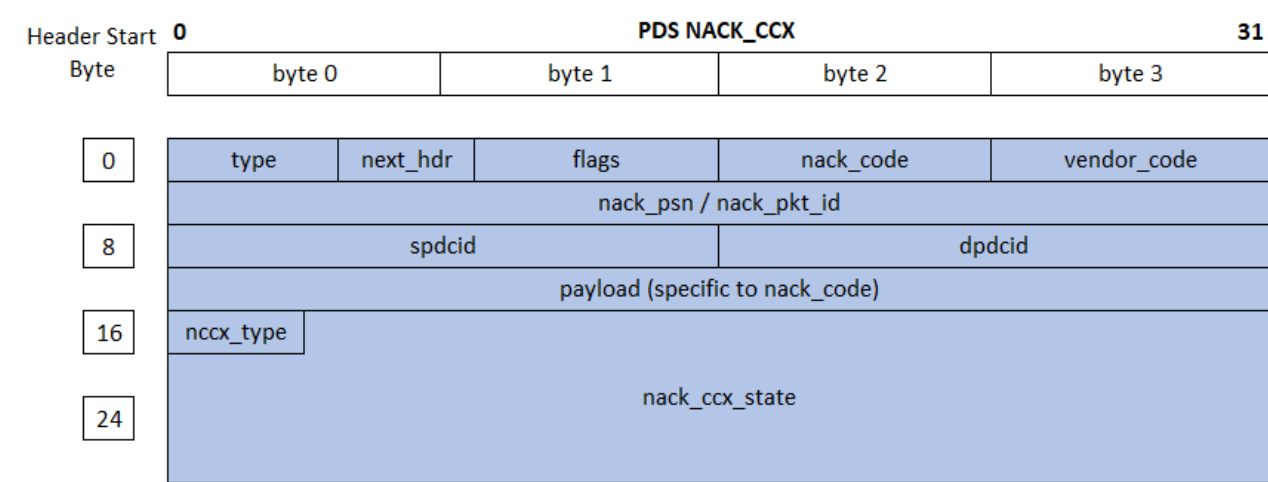 Header Start Byte
0 PDS NACK_CCX 31
byte 0 byte 1 byte 2 byte 3
0 type next_hdr flags nack_code vendor_code
nack_psn / nack_pkt_id
8 spdcid dpdcid
payload (specific to nack_code)
16 nccx_type
nack_ccx_state
24